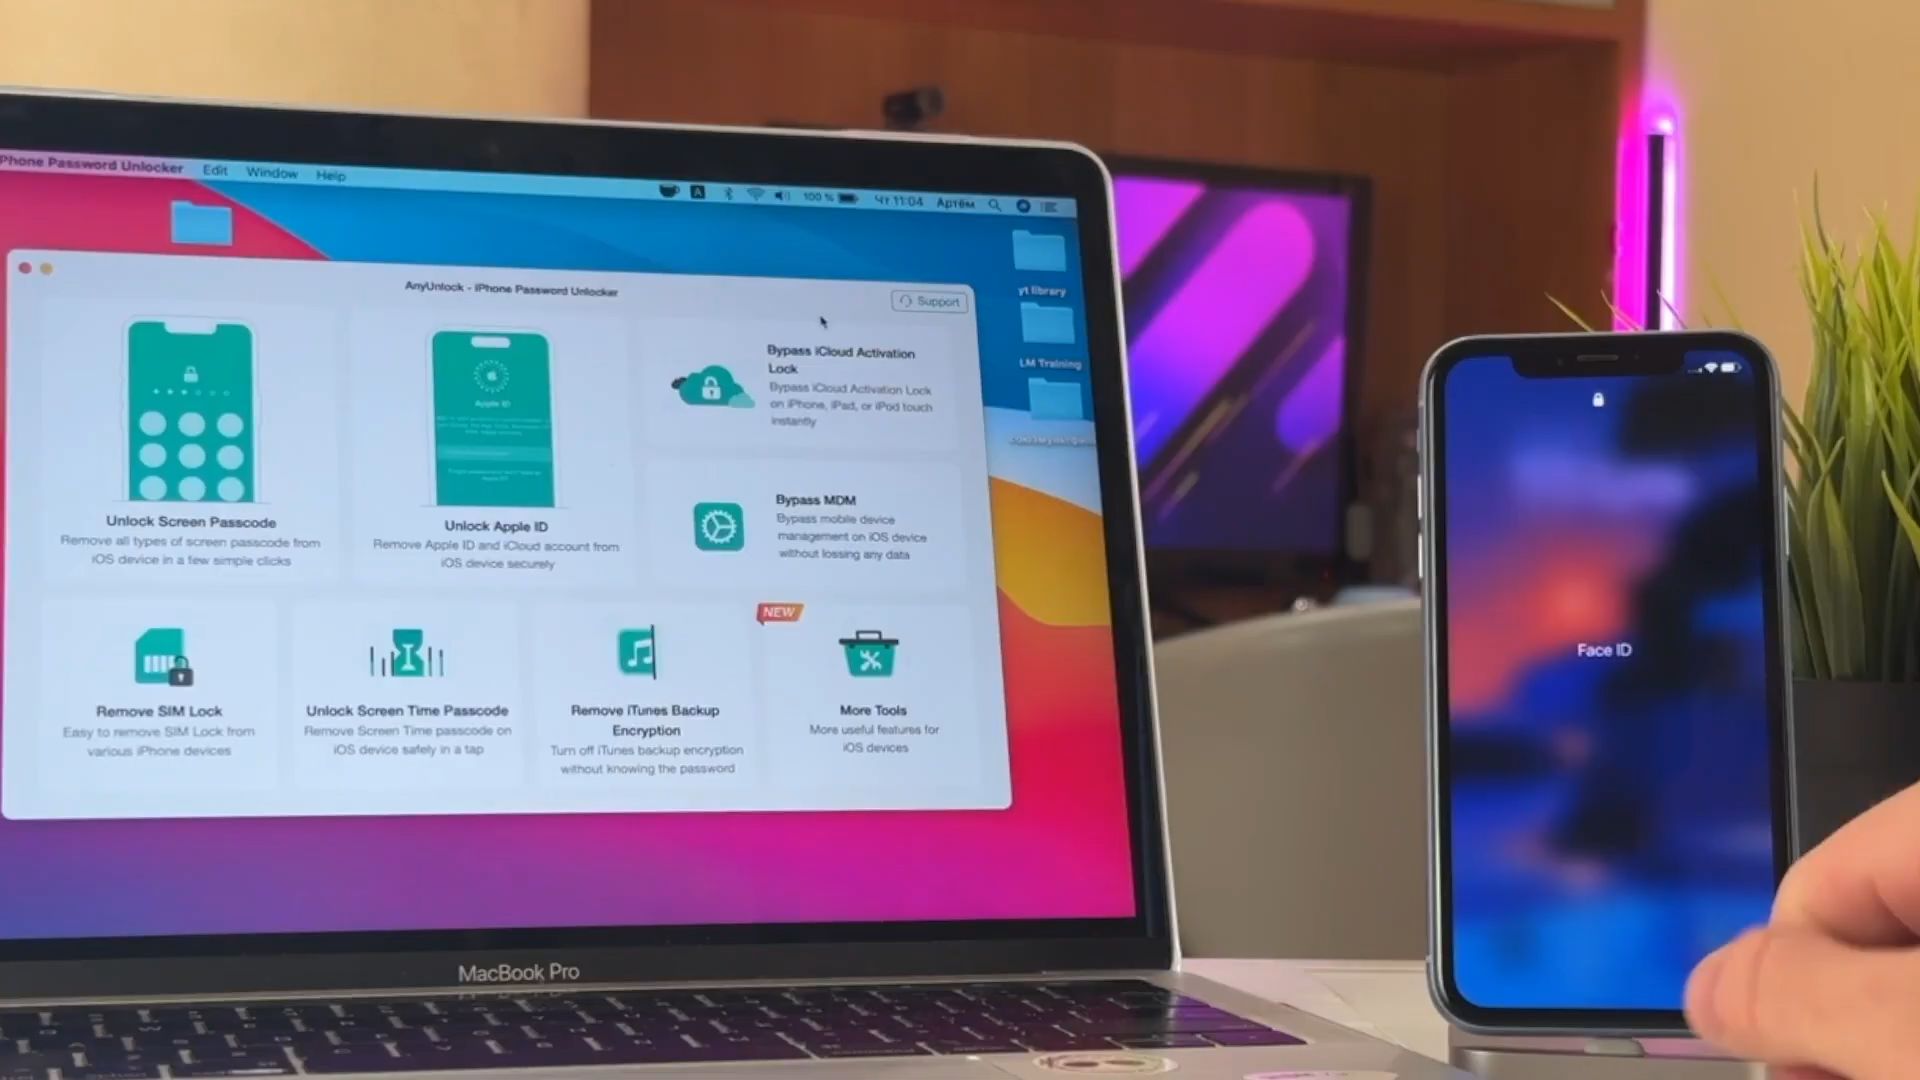 Phone Password Unlocker Edit Window Help
A 100 % Чт 11:04 Артём
AnyUnlock - iPhone Password Unlocker
Support
yt library
LM Training
Apple ID
Unlock Screen Passcode
Remove all types of screen passcode from
iOS device in a few simple clicks
Unlock Apple ID
Remove Apple ID and iCloud account from
iOS device securely
Bypass iCloud Activation
Lock
Bypass iCloud Activation Lock
on iPhone, iPad, or iPod touch
instantly
Bypass MDM
Bypass mobile device
management on iOS device
without lossing any data
Remove SIM Lock
Easy to remove SIM Lock from
various iPhone devices
Unlock Screen Time Passcode
Remove Screen Time passcode on
iOS device safely in a tap
Remove iTunes Backup
Encryption
Turn off iTunes backup encryption
without knowing the password
NEW
More Tools
More useful features for
iOS devices
MacBook Pro
Face ID